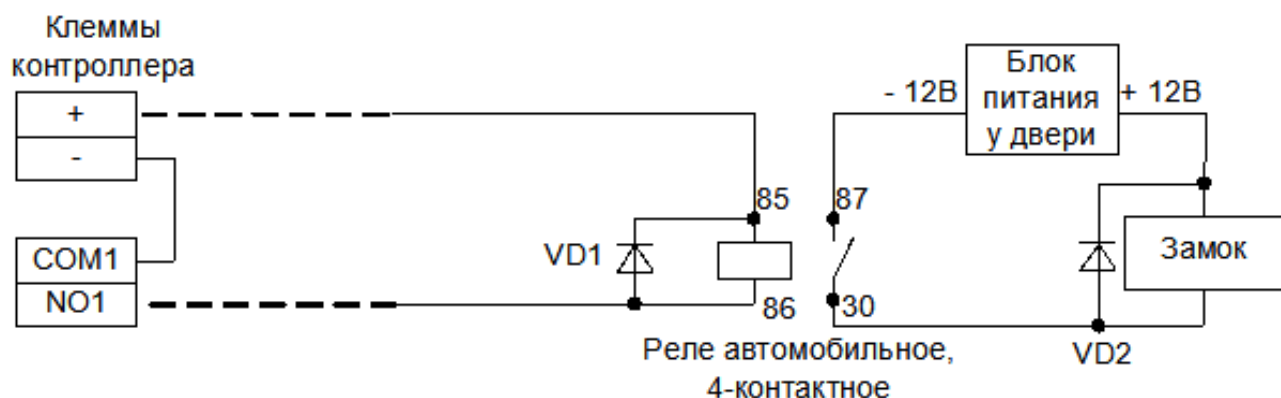 Клеммы
контроллера
+
-
COM1
NO1
VD1
85
86
87
30
Реле автомобильное,
4-контактное
- 12В
Блок
питания
у двери
+ 12В
Замок
VD2